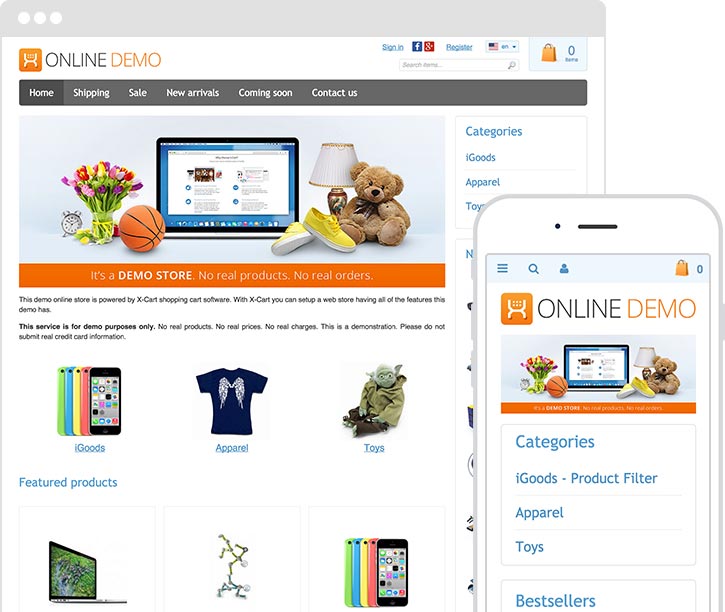 Sign in
Register
en
0
items
ONLINE DEMO
Search items...
Home
Shipping
Sale
New arrivals
Coming soon
Contact us
Categories
iGoods
Apparel
Toys
It's a DEMO STORE. No real products. No real orders.
This demo online store is powered by X-Cart shopping cart software. With X-Cart you can setup a web store having all of the features this
demo has.
This service is for demo purposes only. No real products. No real prices. No real charges. This is a demonstration. Please do not
submit real credit card information.
iGoods
Apparel
Toys
Featured products
N
0
ONLINE DEMO
It's a DEMO STORE. No real products. No real orders.
Categories
iGoods - Product Filter
Apparel
Toys
Bestsellers